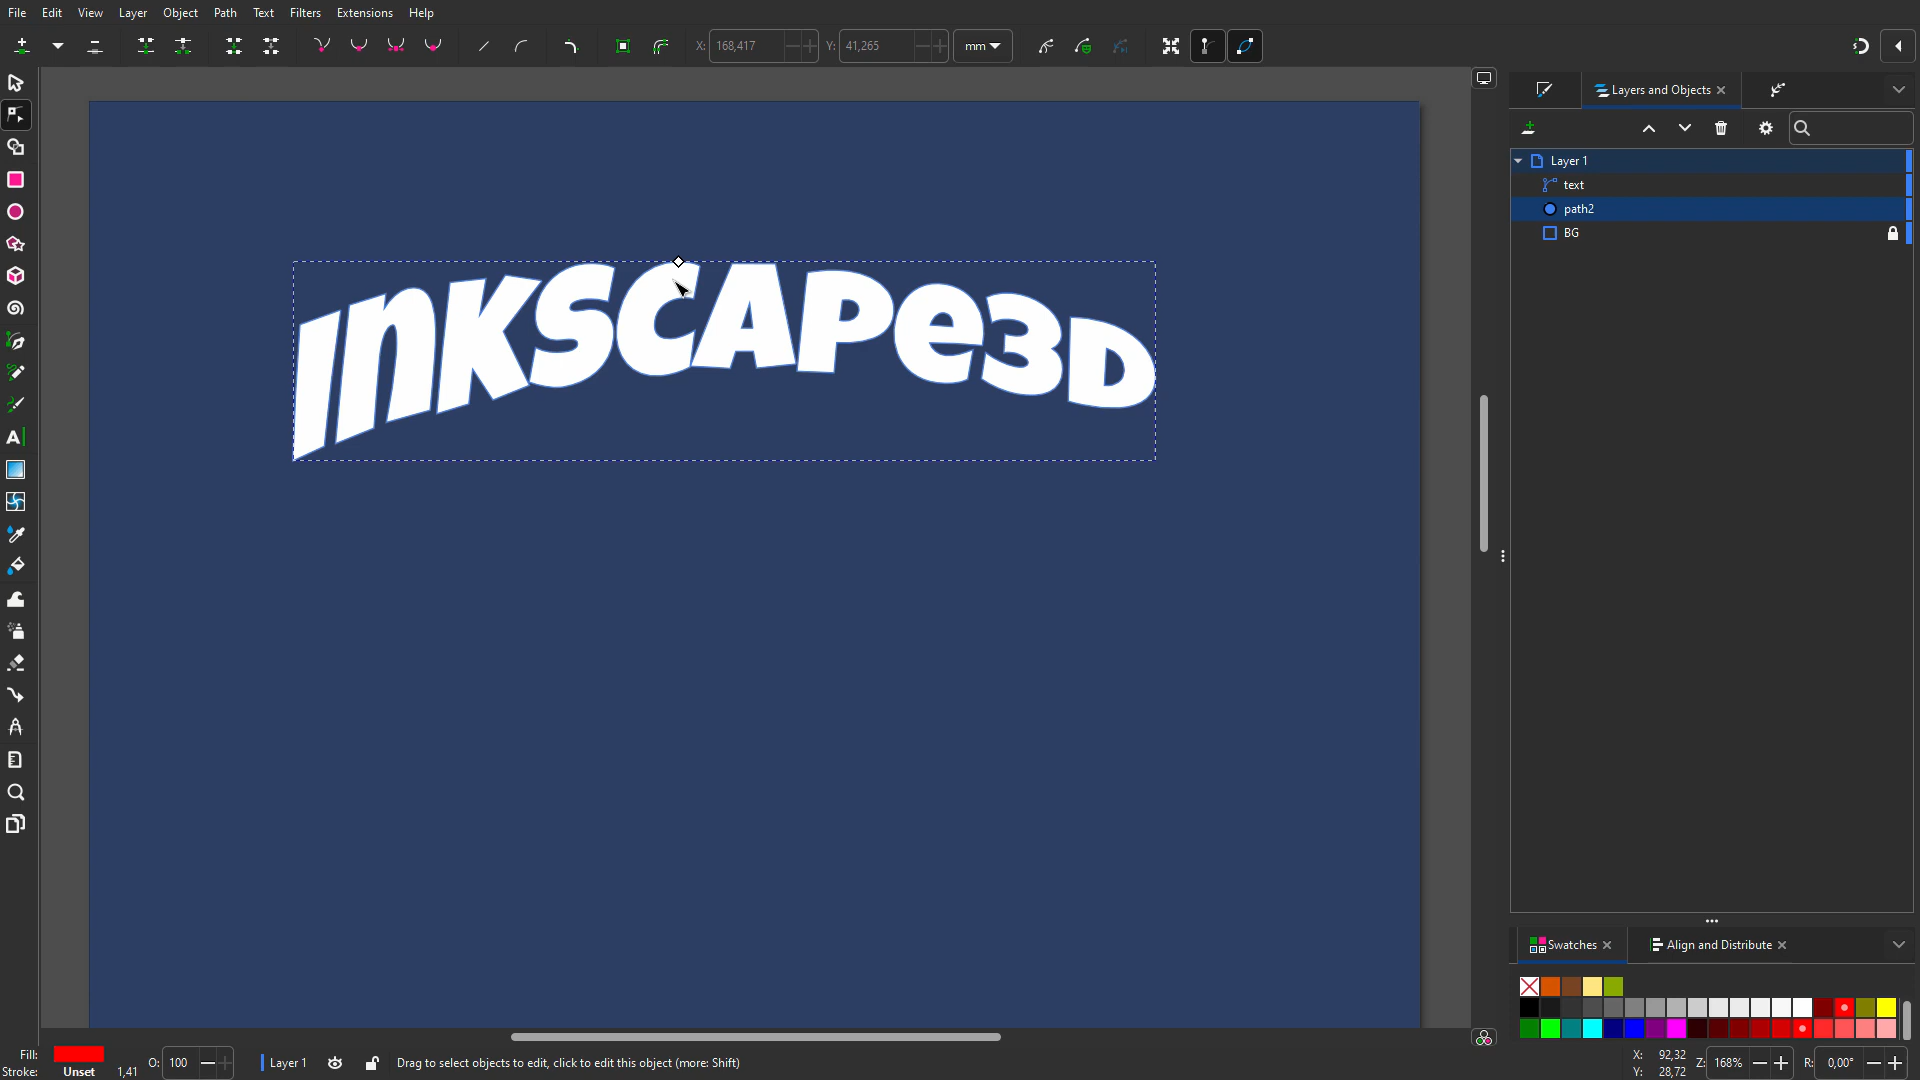 File Edit View Layer Object Path Text Filters Extensions Help
X: 168,417 Y: 41,265 mm
Layers and Objects
Layer 1
text
path2
BG
INKSCAPe3D
Swatches
Align and Distribute
Fill:
Stroke: Unset 1,41
O: 100
Layer 1
Drag to select objects to edit, click to edit this object (more: Shift)
X: 92,32
Y: 28,72
Z: 168%
R: 0,00°